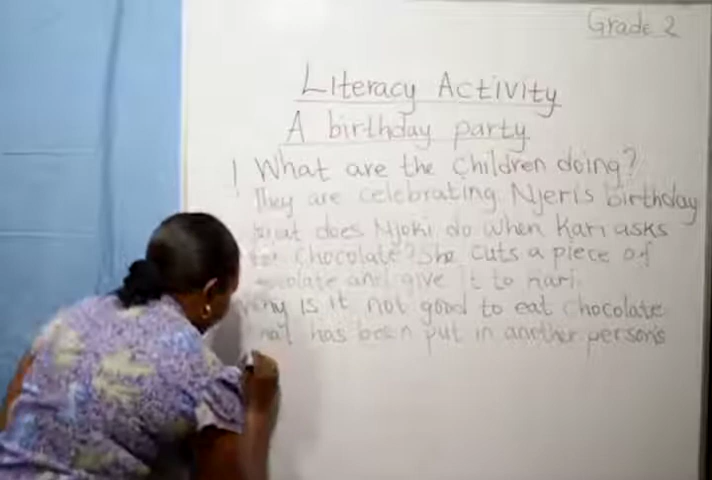 Grade 2
Literacy Activity
A birthday party
1 What are the children doing?
They are celebrating Njeris birthday
What does Njoki do when Kari asks
for chocolate? She cuts a piece of
chocolate and give it to Kari.
Why is it not good to eat chocolate
that has been put in another person's